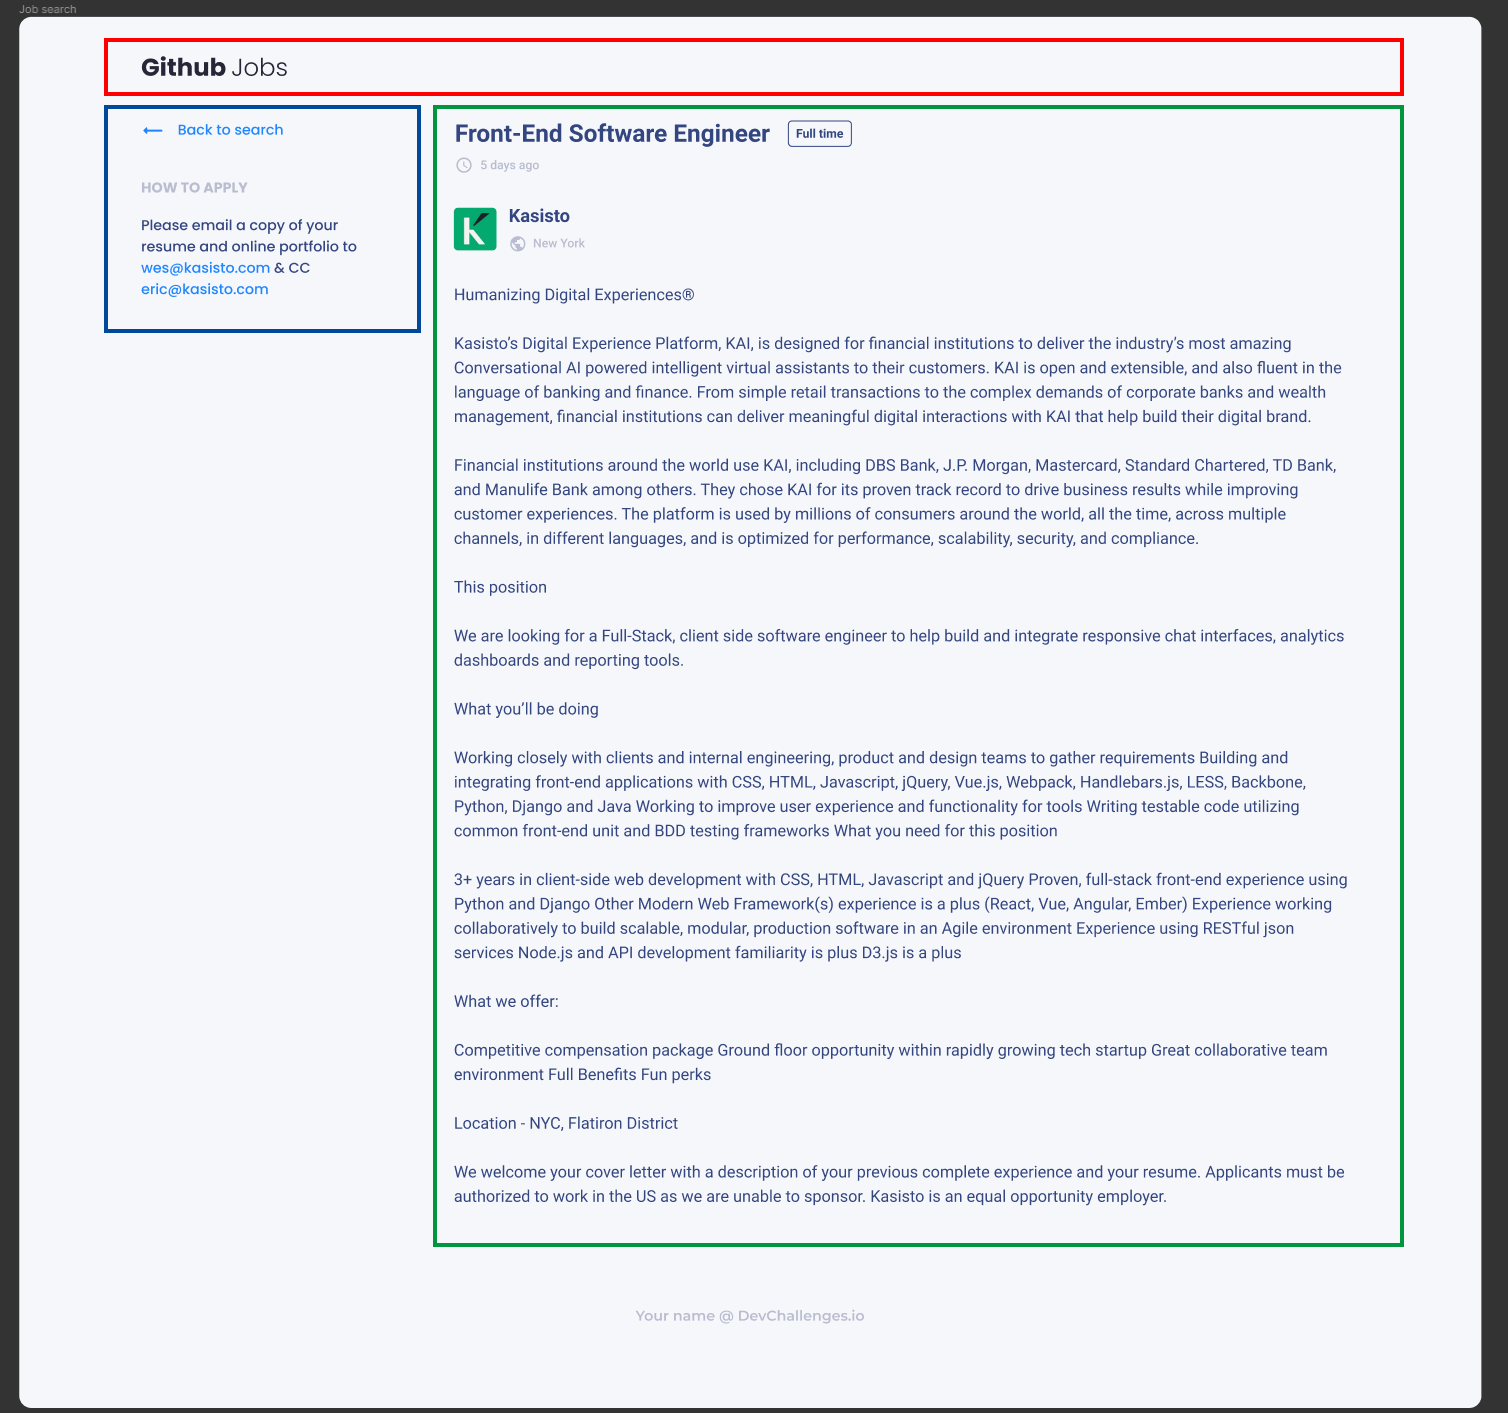 Job search
Github Jobs
Back to search
HOW TO APPLY
Please email a copy of your
resume and online portfolio to
wes@kasisto.com & CC
eric@kasisto.com
Front-End Software Engineer Full time
5 days ago
Kasisto
New York
Humanizing Digital Experiences®
Kasisto’s Digital Experience Platform, KAI, is designed for financial institutions to deliver the industry’s most amazing
Conversational AI powered intelligent virtual assistants to their customers. KAI is open and extensible, and also fluent in the
language of banking and finance. From simple retail transactions to the complex demands of corporate banks and wealth
management, financial institutions can deliver meaningful digital interactions with KAI that help build their digital brand.
Financial institutions around the world use KAI, including DBS Bank, J.P. Morgan, Mastercard, Standard Chartered, TD Bank,
and Manulife Bank among others. They chose KAI for its proven track record to drive business results while improving
customer experiences. The platform is used by millions of consumers around the world, all the time, across multiple
channels, in different languages, and is optimized for performance, scalability, security, and compliance.
This position
We are looking for a Full-Stack, client side software engineer to help build and integrate responsive chat interfaces, analytics
dashboards and reporting tools.
What you’ll be doing
Working closely with clients and internal engineering, product and design teams to gather requirements Building and
integrating front-end applications with CSS, HTML, Javascript, jQuery, Vue.js, Webpack, Handlebars.js, LESS, Backbone,
Python, Django and Java Working to improve user experience and functionality for tools Writing testable code utilizing
common front-end unit and BDD testing frameworks What you need for this position
3+ years in client-side web development with CSS, HTML, Javascript and jQuery Proven, full-stack front-end experience using
Python and Django Other Modern Web Framework(s) experience is a plus (React, Vue, Angular, Ember) Experience working
collaboratively to build scalable, modular, production software in an Agile environment Experience using RESTful json
services Node.js and API development familiarity is plus D3.js is a plus
What we offer:
Competitive compensation package Ground floor opportunity within rapidly growing tech startup Great collaborative team
environment Full Benefits Fun perks
Location - NYC, Flatiron District
We welcome your cover letter with a description of your previous complete experience and your resume. Applicants must be
authorized to work in the US as we are unable to sponsor. Kasisto is an equal opportunity employer.
Your name @ DevChallenges.io